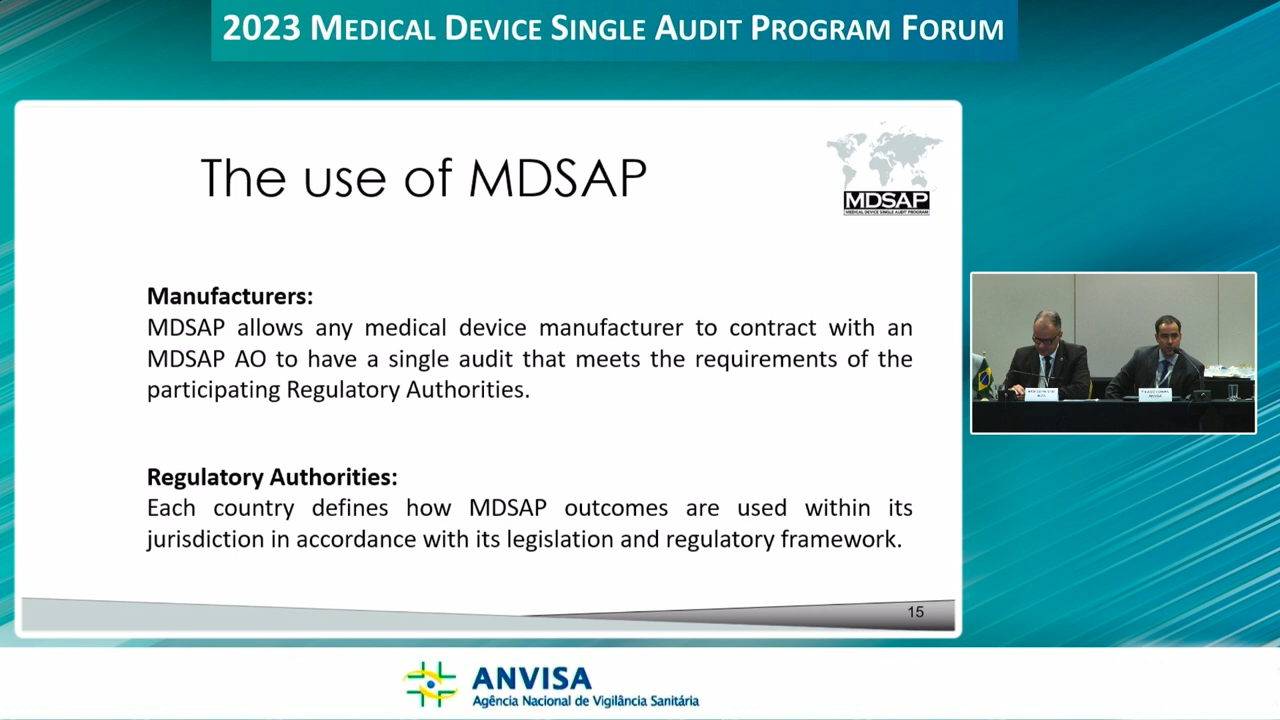 2023 MEDICAL DEVICE SINGLE AUDIT PROGRAM FORUM
The use of MDSAP
MDSAP
MEDICAL DEVICE SINGLE AUDIT PROGRAM
Manufacturers:
MDSAP allows any medical device manufacturer to contract with an
MDSAP AO to have a single audit that meets the requirements of the
participating Regulatory Authorities.
Regulatory Authorities:
Each country defines how MDSAP outcomes are used within its
jurisdiction in accordance with its legislation and regulatory framework.
15
ANVISA
Agência Nacional de Vigilância Sanitária